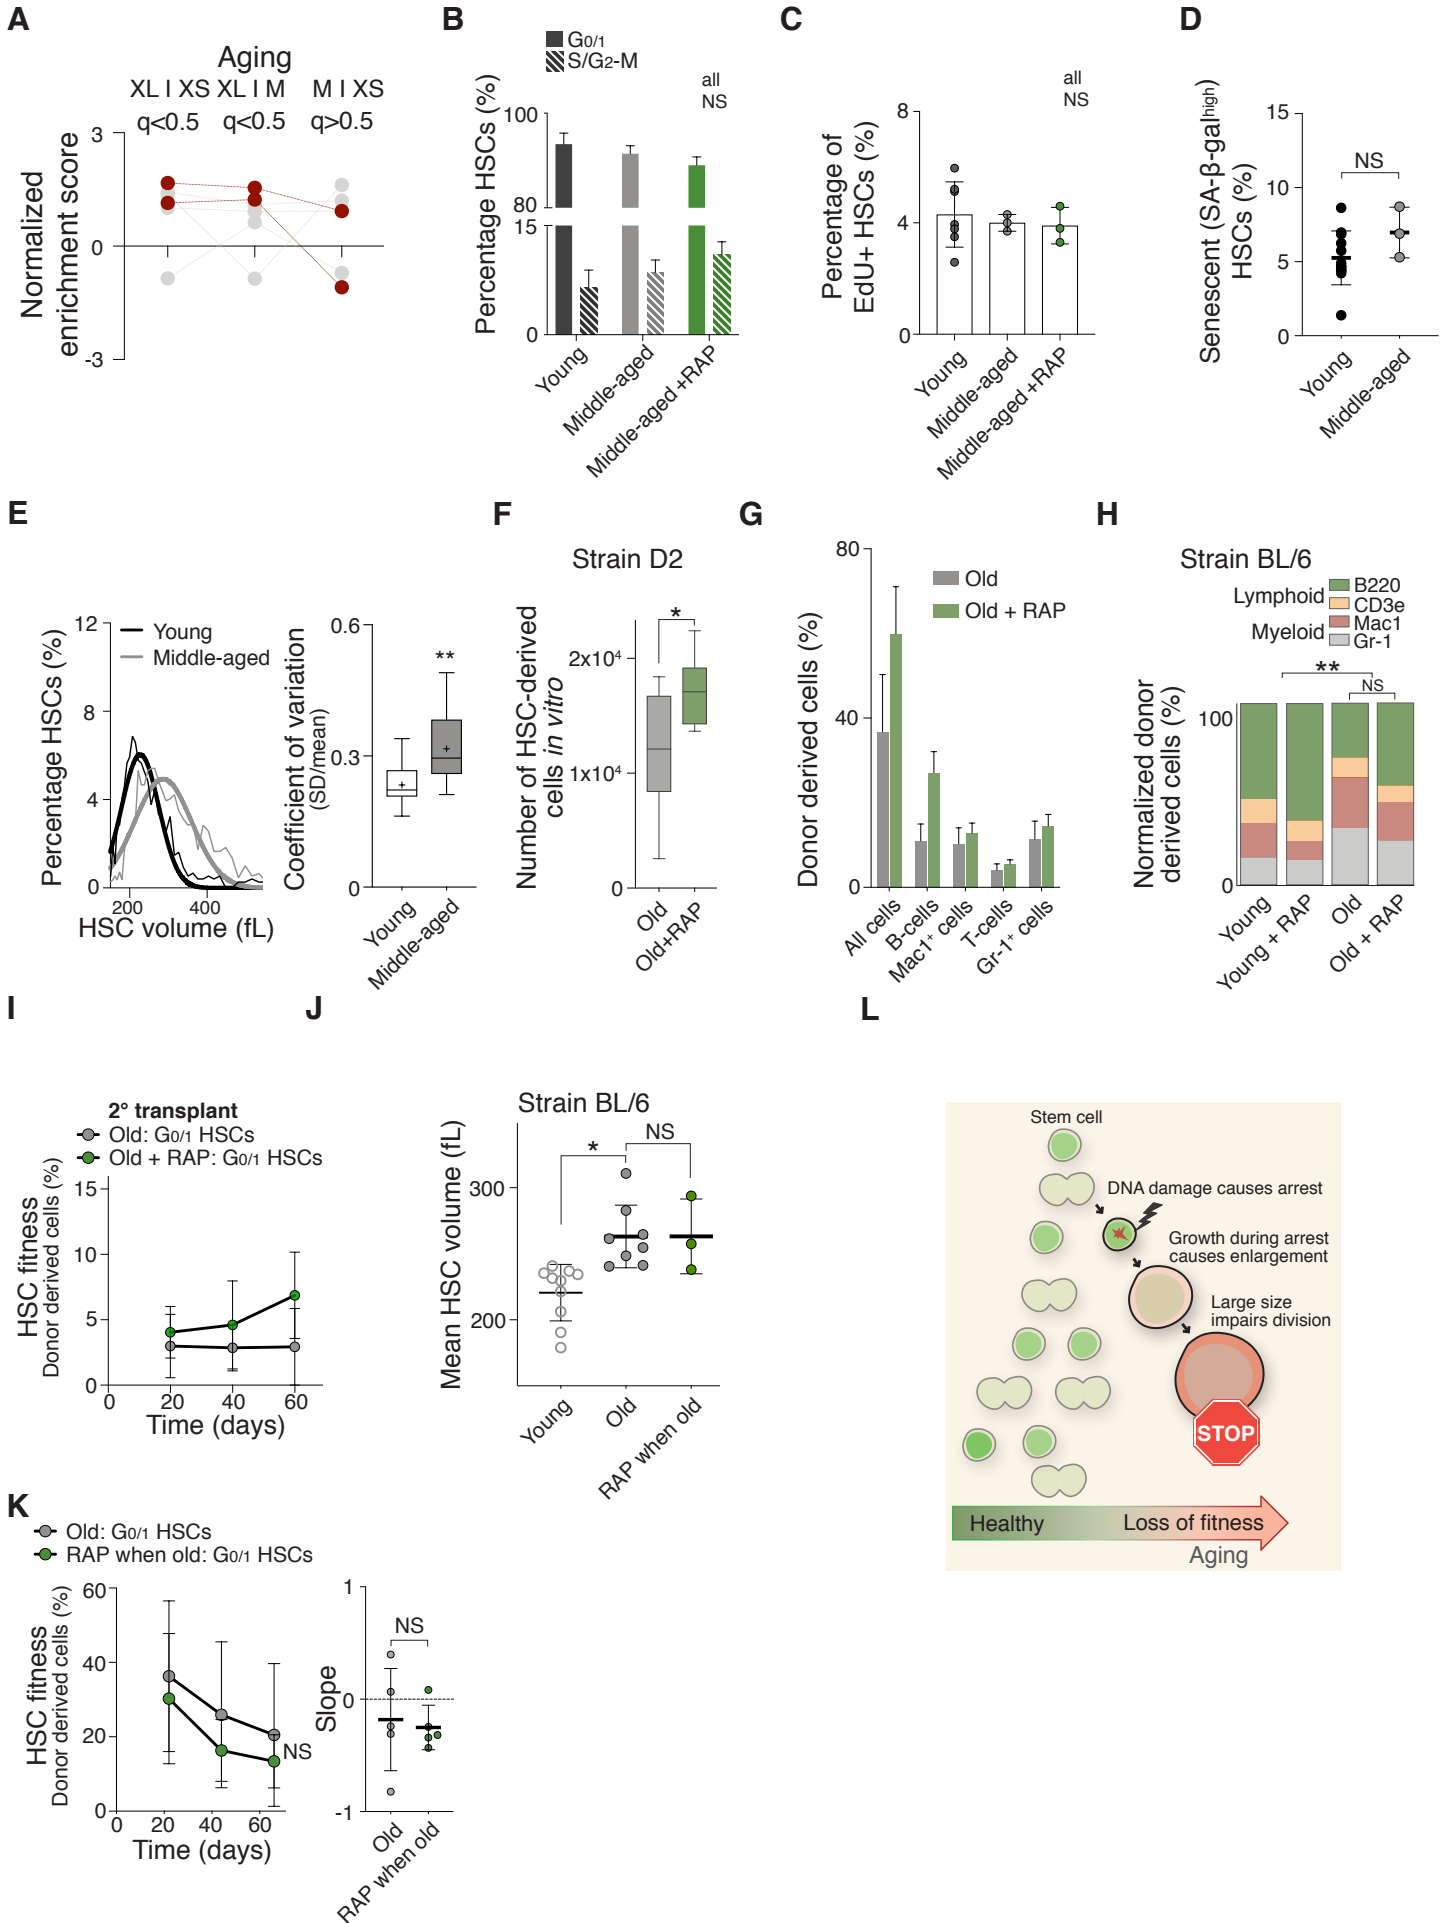 A
Aging
XL I XS XL I M M I XS
q<0.5 q<0.5 q>0.5
Normalized
enrichment score
3
0
-3
B
G0/1
S/G2-M
all
NS
Percentage HSCs (%)
100
80
15
0
Young
Middle-aged
Middle-aged +RAP
C
all
NS
Percentage of
EdU+ HSCs (%)
8
4
0
Young
Middle-aged
Middle-aged +RAP
D
Senescent (SA-β-galhigh)
HSCs (%)
15
10
5
0
NS
Young
Middle-aged
E
Percentage HSCs (%)
12
8
4
0
Young
Middle-aged
200 400
HSC volume (fL)
Coefficient of variation
(SD/mean)
0.6
0.3
0
**
Young
Middle-aged
F
Strain D2
Number of HSC-derived
cells in vitro
*
2x10⁴
1x10⁴
0
Old
Old+RAP
G
Donor derived cells (%)
80
40
0
Old
Old + RAP
All cells
B-cells
Mac1⁺ cells
T-cells
Gr-1⁺ cells
H
Strain BL/6
Lymphoid
Myeloid
B220
CD3e
Mac1
Gr-1
**
NS
Normalized donor
derived cells (%)
100
0
Young
Young + RAP
Old
Old + RAP
I
2° transplant
Old: G0/1 HSCs
Old + RAP: G0/1 HSCs
HSC fitness
Donor derived cells (%)
15
10
5
0
0 20 40 60
Time (days)
J
Strain BL/6
Mean HSC volume (fL)
300
200
*
NS
Young
Old
RAP when old
L
Stem cell
DNA damage causes arrest
Growth during arrest
causes enlargement
Large size
impairs division
STOP
Healthy Loss of fitness
Aging
K
Old: G0/1 HSCs
RAP when old: G0/1 HSCs
HSC fitness
Donor derived cells (%)
60
40
20
0
NS
0 20 40 60
Time (days)
Slope
1
0
-1
NS
Old
RAP when old